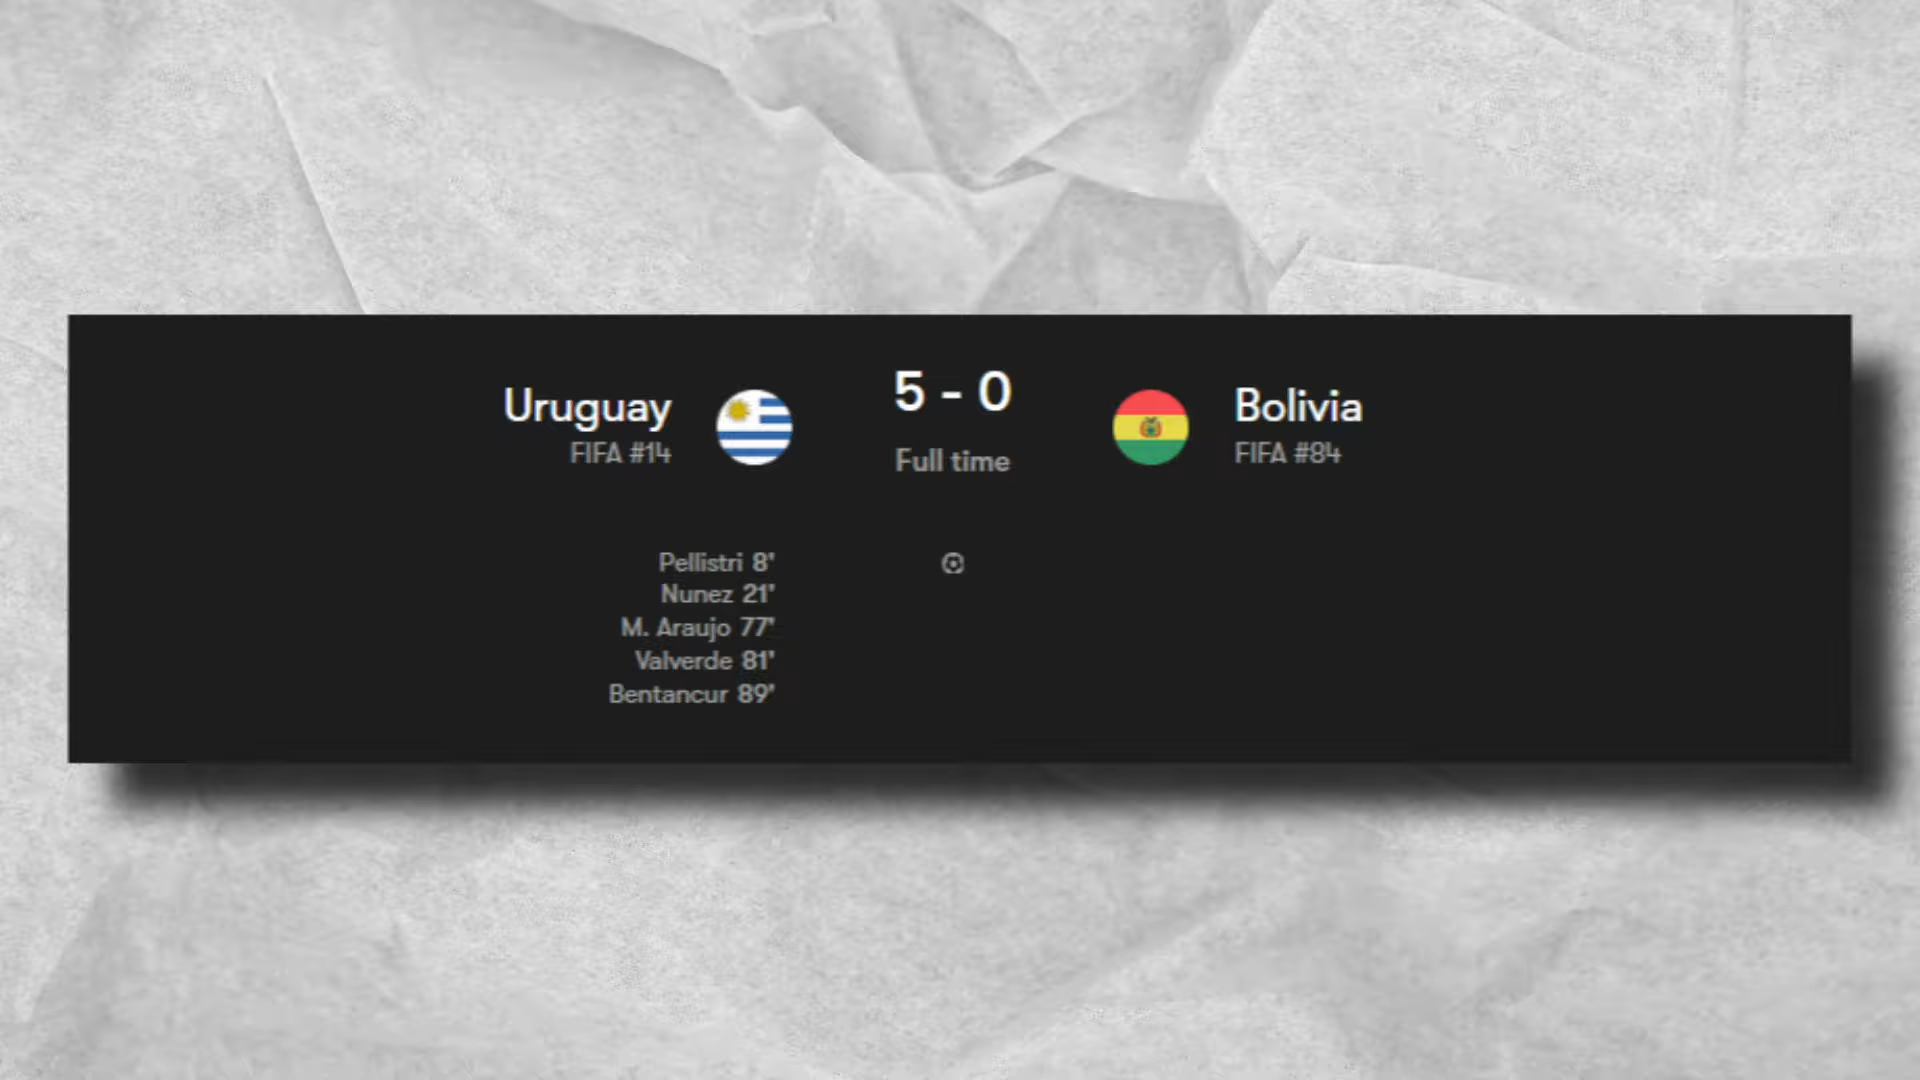 Uruguay
FIFA #14
5 - 0
Full time
Bolivia
FIFA #84
Pellistri 8'
Nunez 21'
M. Araujo 77'
Valverde 81'
Bentancur 89'